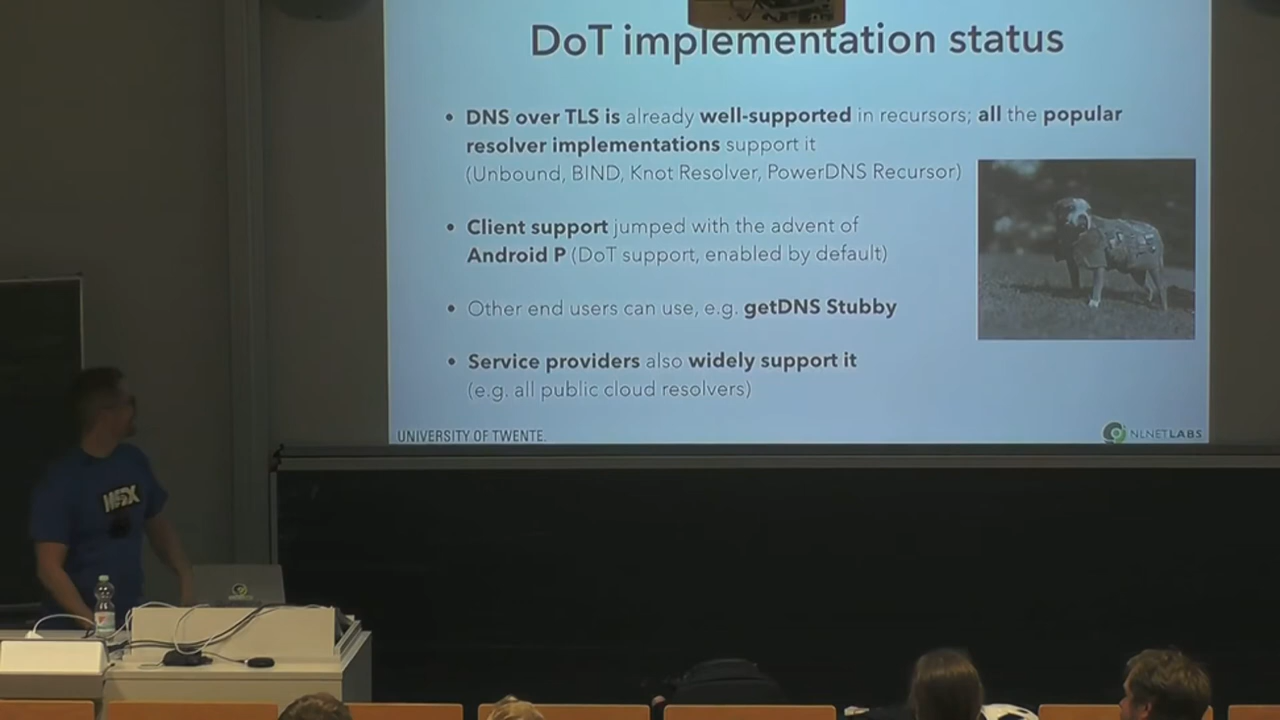 DoT implementation status
• DNS over TLS is already well-supported in recursors; all the popular
resolver implementations support it
(Unbound, BIND, Knot Resolver, PowerDNS Recursor)
• Client support jumped with the advent of
Android P (DoT support, enabled by default)
• Other end users can use, e.g. getDNS Stubby
• Service providers also widely support it
(e.g. all public cloud resolvers)
UNIVERSITY OF TWENTE.
NLNETLABS
MSX